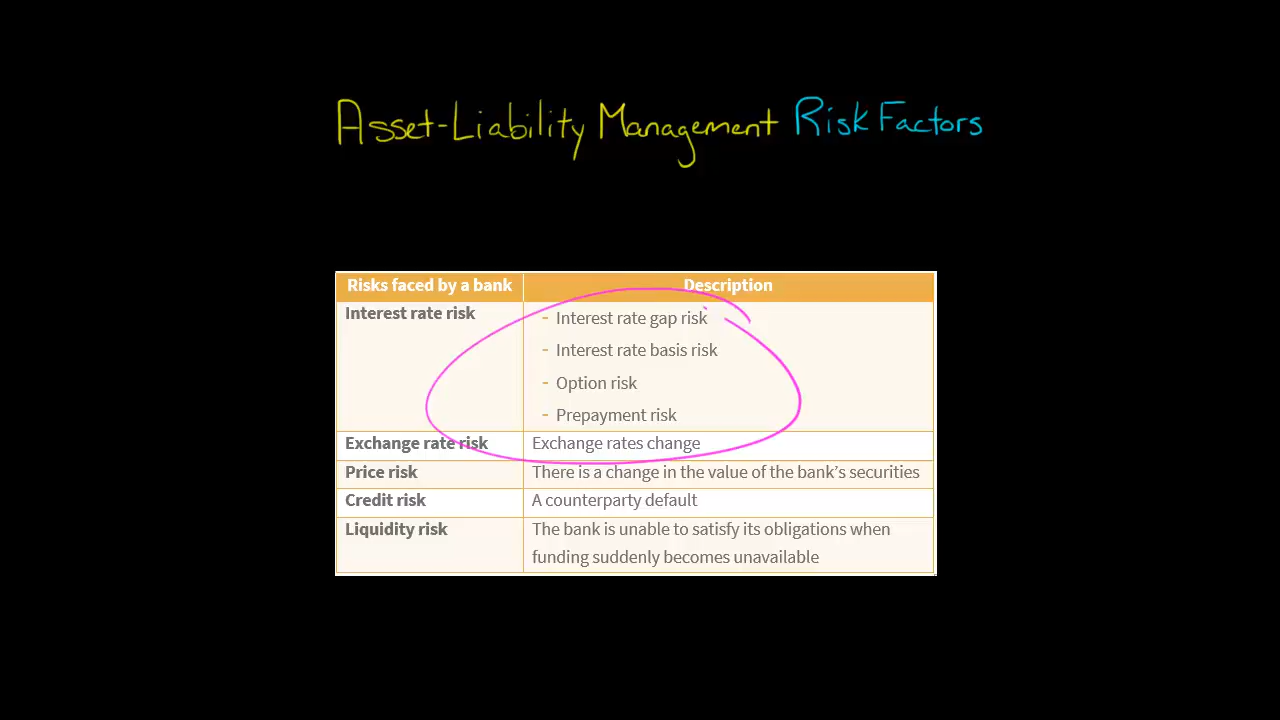 Asset-Liability Management Risk Factors
Risks faced by a bank Description
Interest rate risk - Interest rate gap risk
- Interest rate basis risk
- Option risk
- Prepayment risk
Exchange rate risk Exchange rates change
Price risk There is a change in the value of the bank’s securities
Credit risk A counterparty default
Liquidity risk The bank is unable to satisfy its obligations when
funding suddenly becomes unavailable